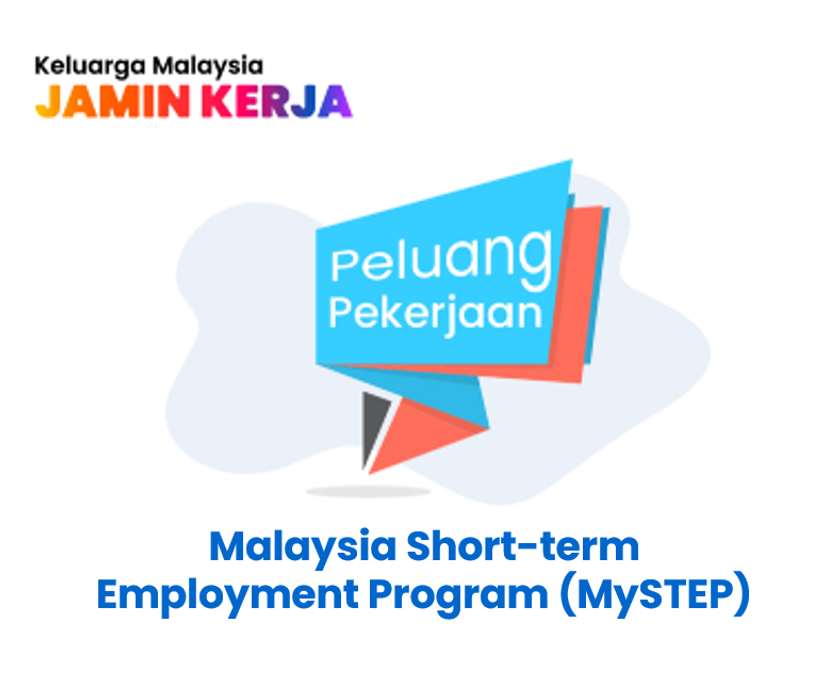 Keluarga Malaysia
JAMIN KERJA
Peluang
Pekerjaan
Malaysia Short-term
Employment Program (MySTEP)